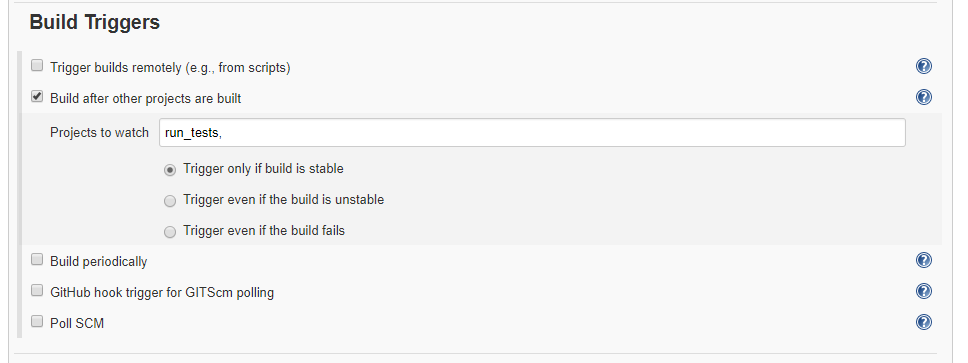 Build Triggers
Trigger builds remotely (e.g., from scripts)
?
Build after other projects are built
?
Projects to watch run_tests,
Trigger only if build is stable
Trigger even if the build is unstable
Trigger even if the build fails
Build periodically
?
GitHub hook trigger for GITScm polling
?
Poll SCM
?